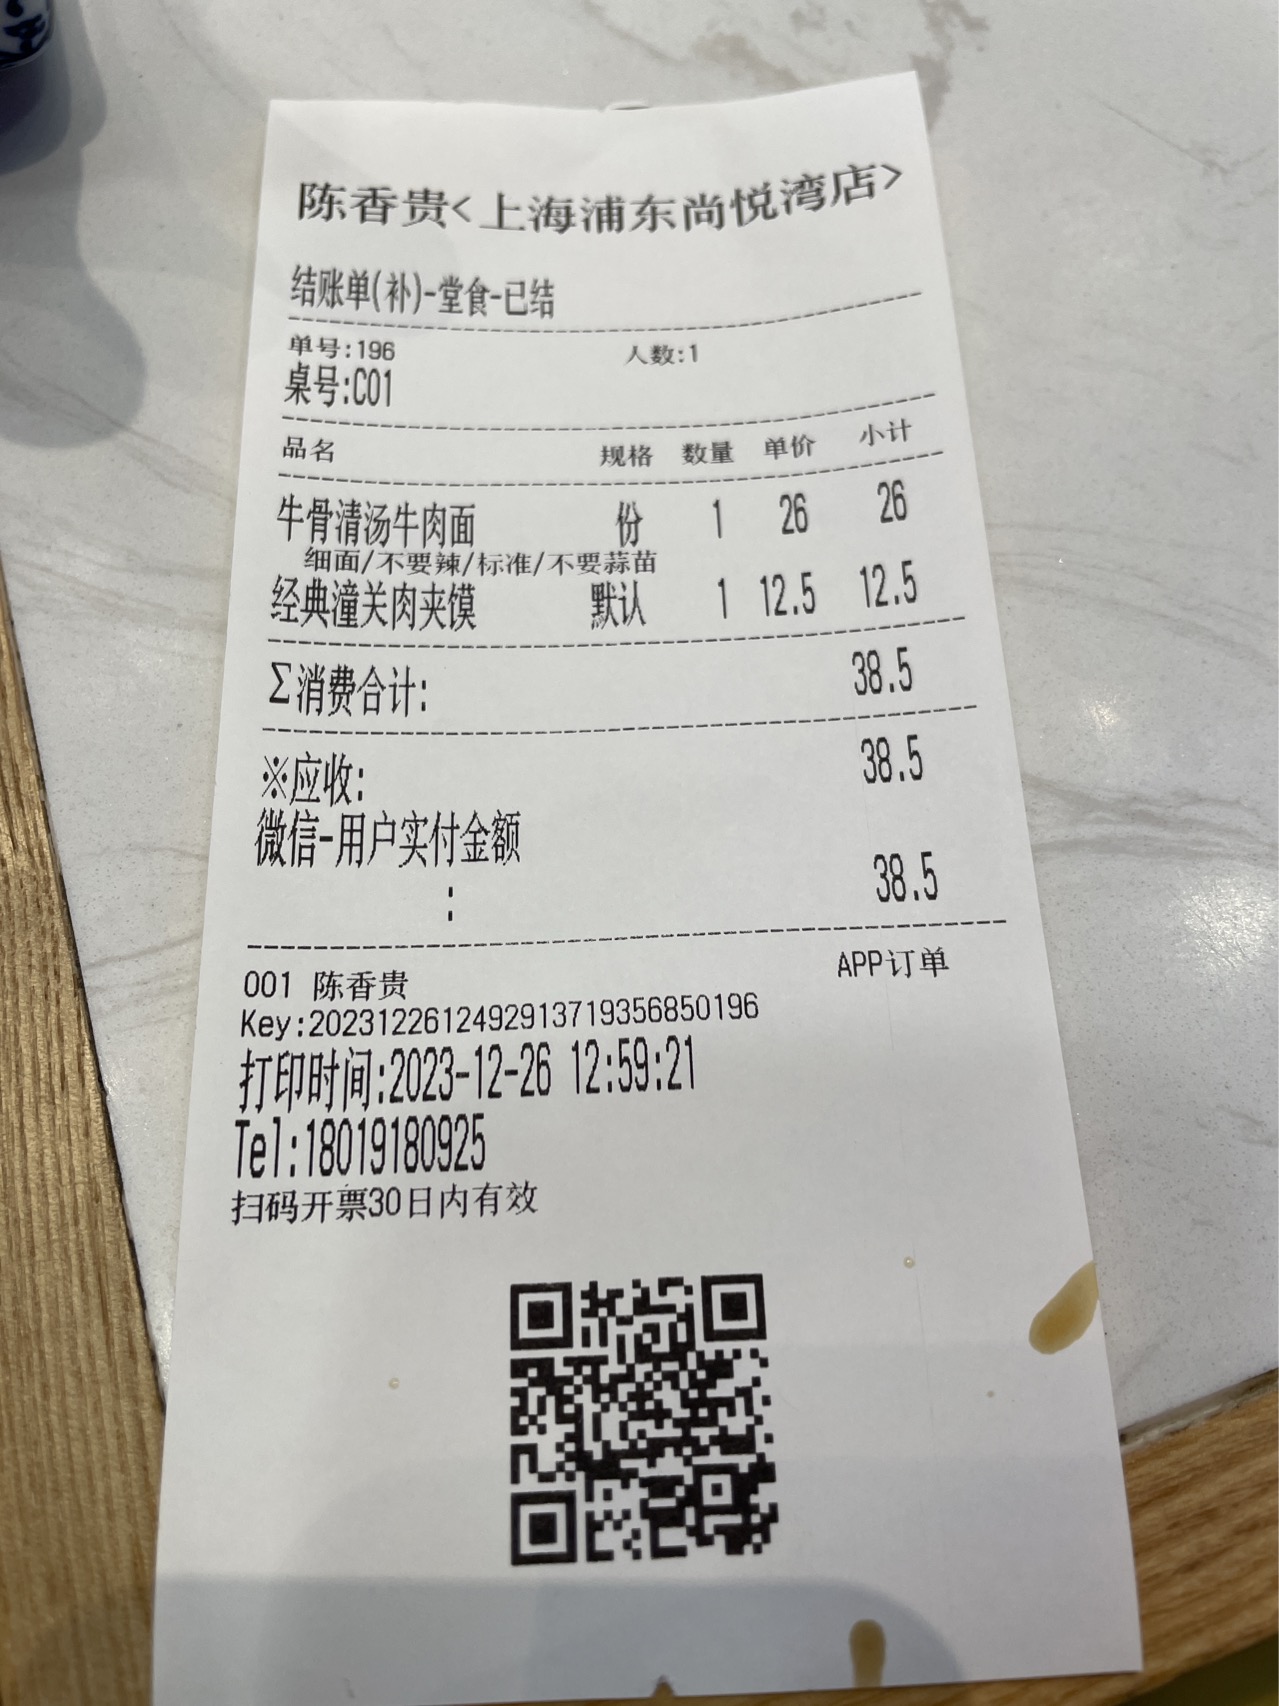 陈香贵<上海浦东尚悦湾店>
结账单(补)-堂食-已结
单号:196 人数:1
桌号:C01
品名 规格 数量 单价 小计
牛骨清汤牛肉面 份 1 26 26
细面/不要辣/标准/不要蒜苗
经典潼关肉夹馍 默认 1 12.5 12.5
Σ消费合计: 38.5
※应收: 38.5
微信-用户实付金额
: 38.5
001 陈香贵 APP订单
Key:2023122612492913719356850196
打印时间:2023-12-26 12:59:21
Tel:18019180925
扫码开票30日内有效